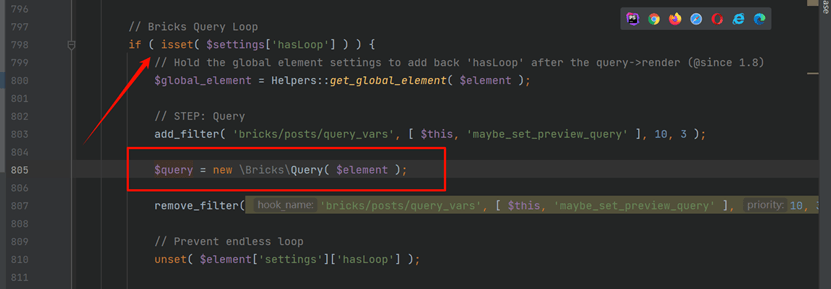 796
797 // Bricks Query Loop
798 if ( isset( $settings['hasLoop'] ) ) {
799 // Hold the global element settings to add back 'hasLoop' after the query->render (@since 1.8)
800 $global_element = Helpers::get_global_element( $element );
801
802 // STEP: Query
803 add_filter( 'bricks/posts/query_vars', [ $this, 'maybe_set_preview_query' ], 10, 3 );
804
805 $query = new \Bricks\Query( $element );
806
807 remove_filter( hook_name: 'bricks/posts/query_vars', [ $this, 'maybe_set_preview_query' ], priority: 10, 3
808
809 // Prevent endless loop
810 unset( $element['settings']['hasLoop'] );
811
ase